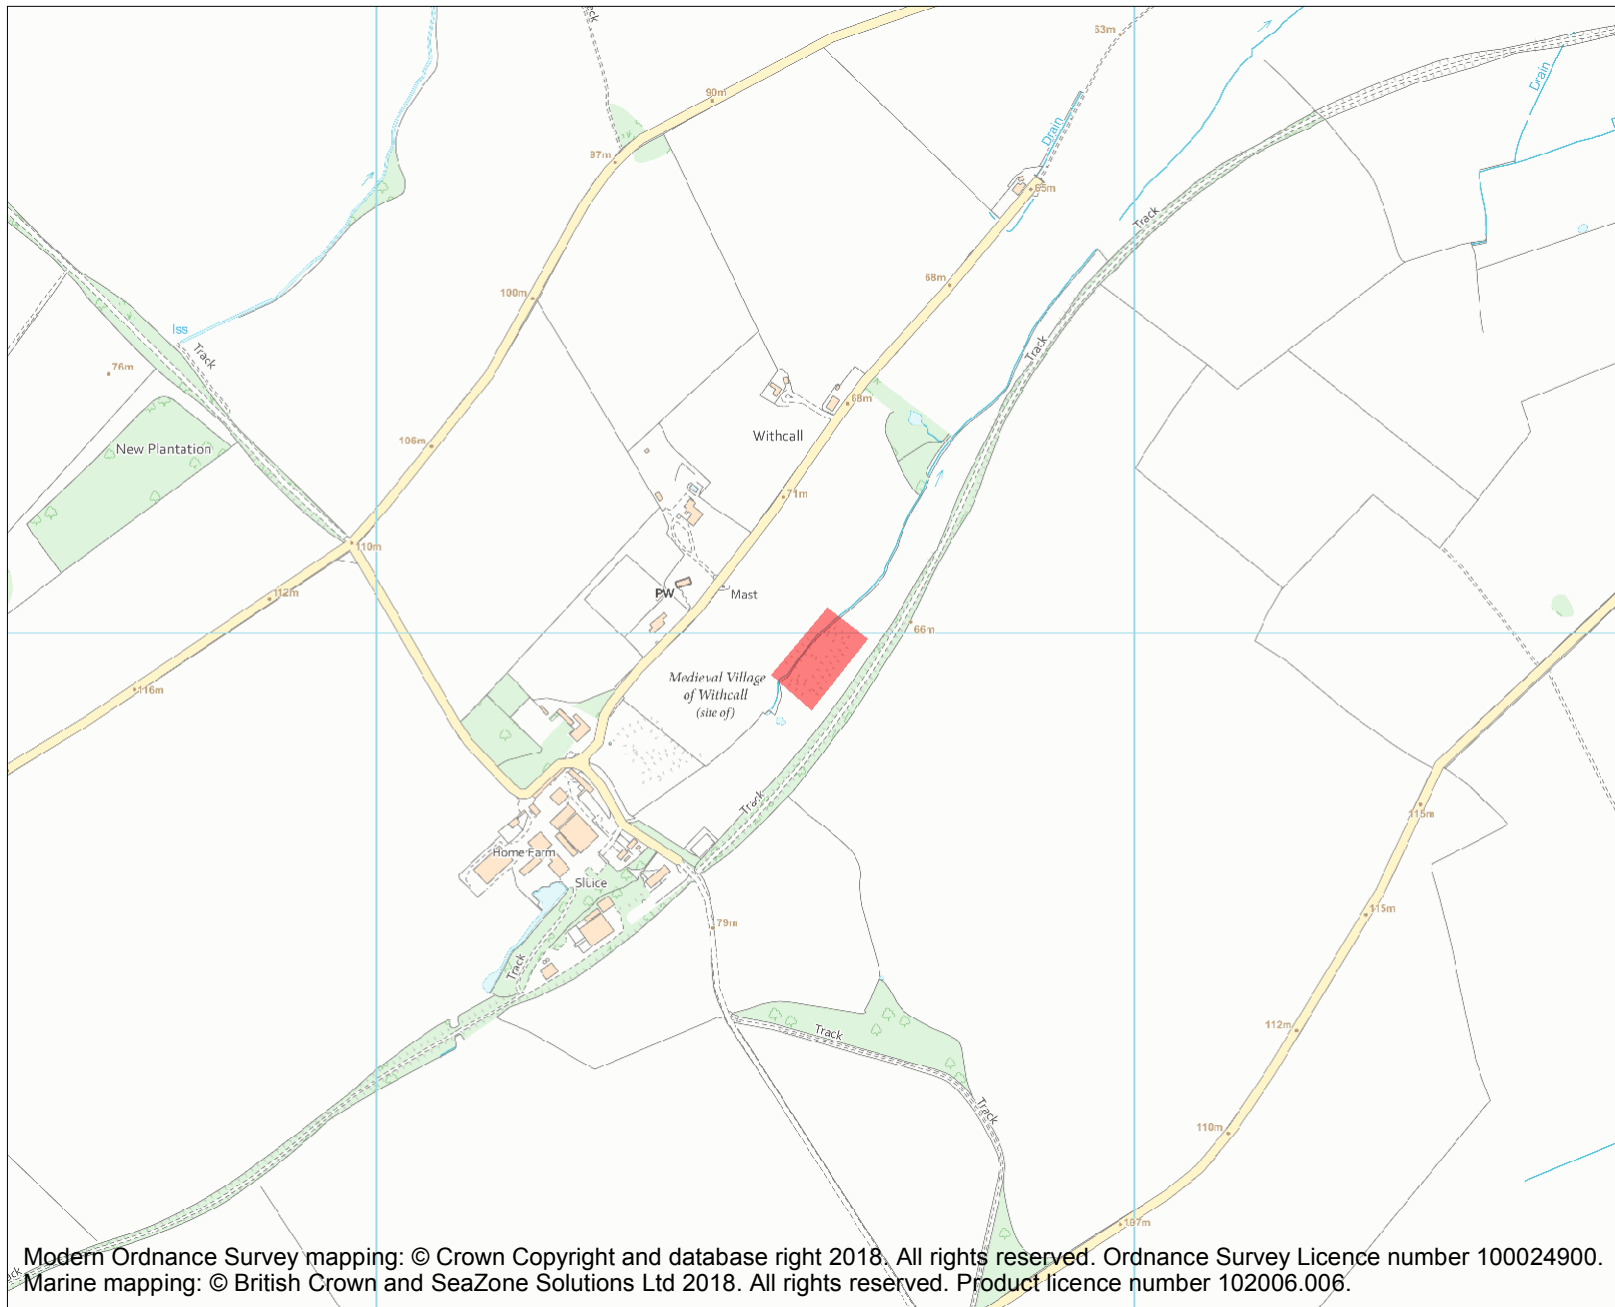 63m
Drain
90m
Drain
97m
65m
Track
68m
100m
Iss
Track
Track
76m
68m
Withcall
106m
New Plantation
71m
110m
112m
PW
Mast
66m
Medieval Village
of Withcall
(site of)
116m
Track
115m
Home Farm
Sluice
115m
79m
Track
Track
112m
Track
110m
107m
Modern Ordnance Survey mapping: © Crown Copyright and database right 2018. All rights reserved. Ordnance Survey Licence number 100024900.
Marine mapping: © British Crown and SeaZone Solutions Ltd 2018. All rights reserved. Product licence number 102006.006.